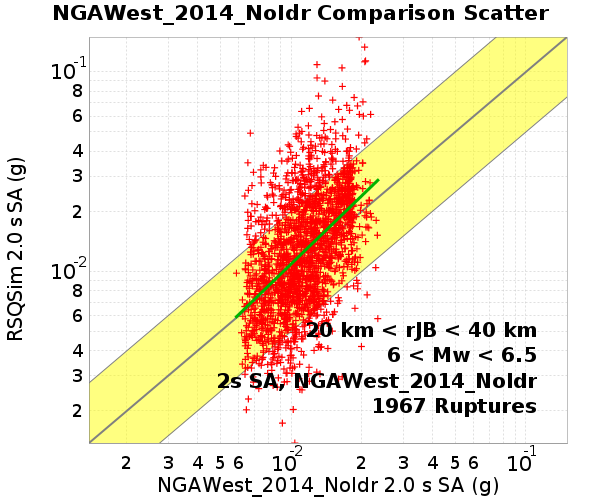 NGAWest_2014_NoIdr Comparison Scatter
10-1
8
6
4
3
2
10-2
8
6
4
3
2
RSQSim 2.0 s SA (g)
20 km < rJB < 40 km
6 < Mw < 6.5
2s SA, NGAWest_2014_NoIdr
1967 Ruptures
2 3 4 5 6 10-2 2 3 4 5 6 10-1
NGAWest_2014_NoIdr 2.0 s SA (g)